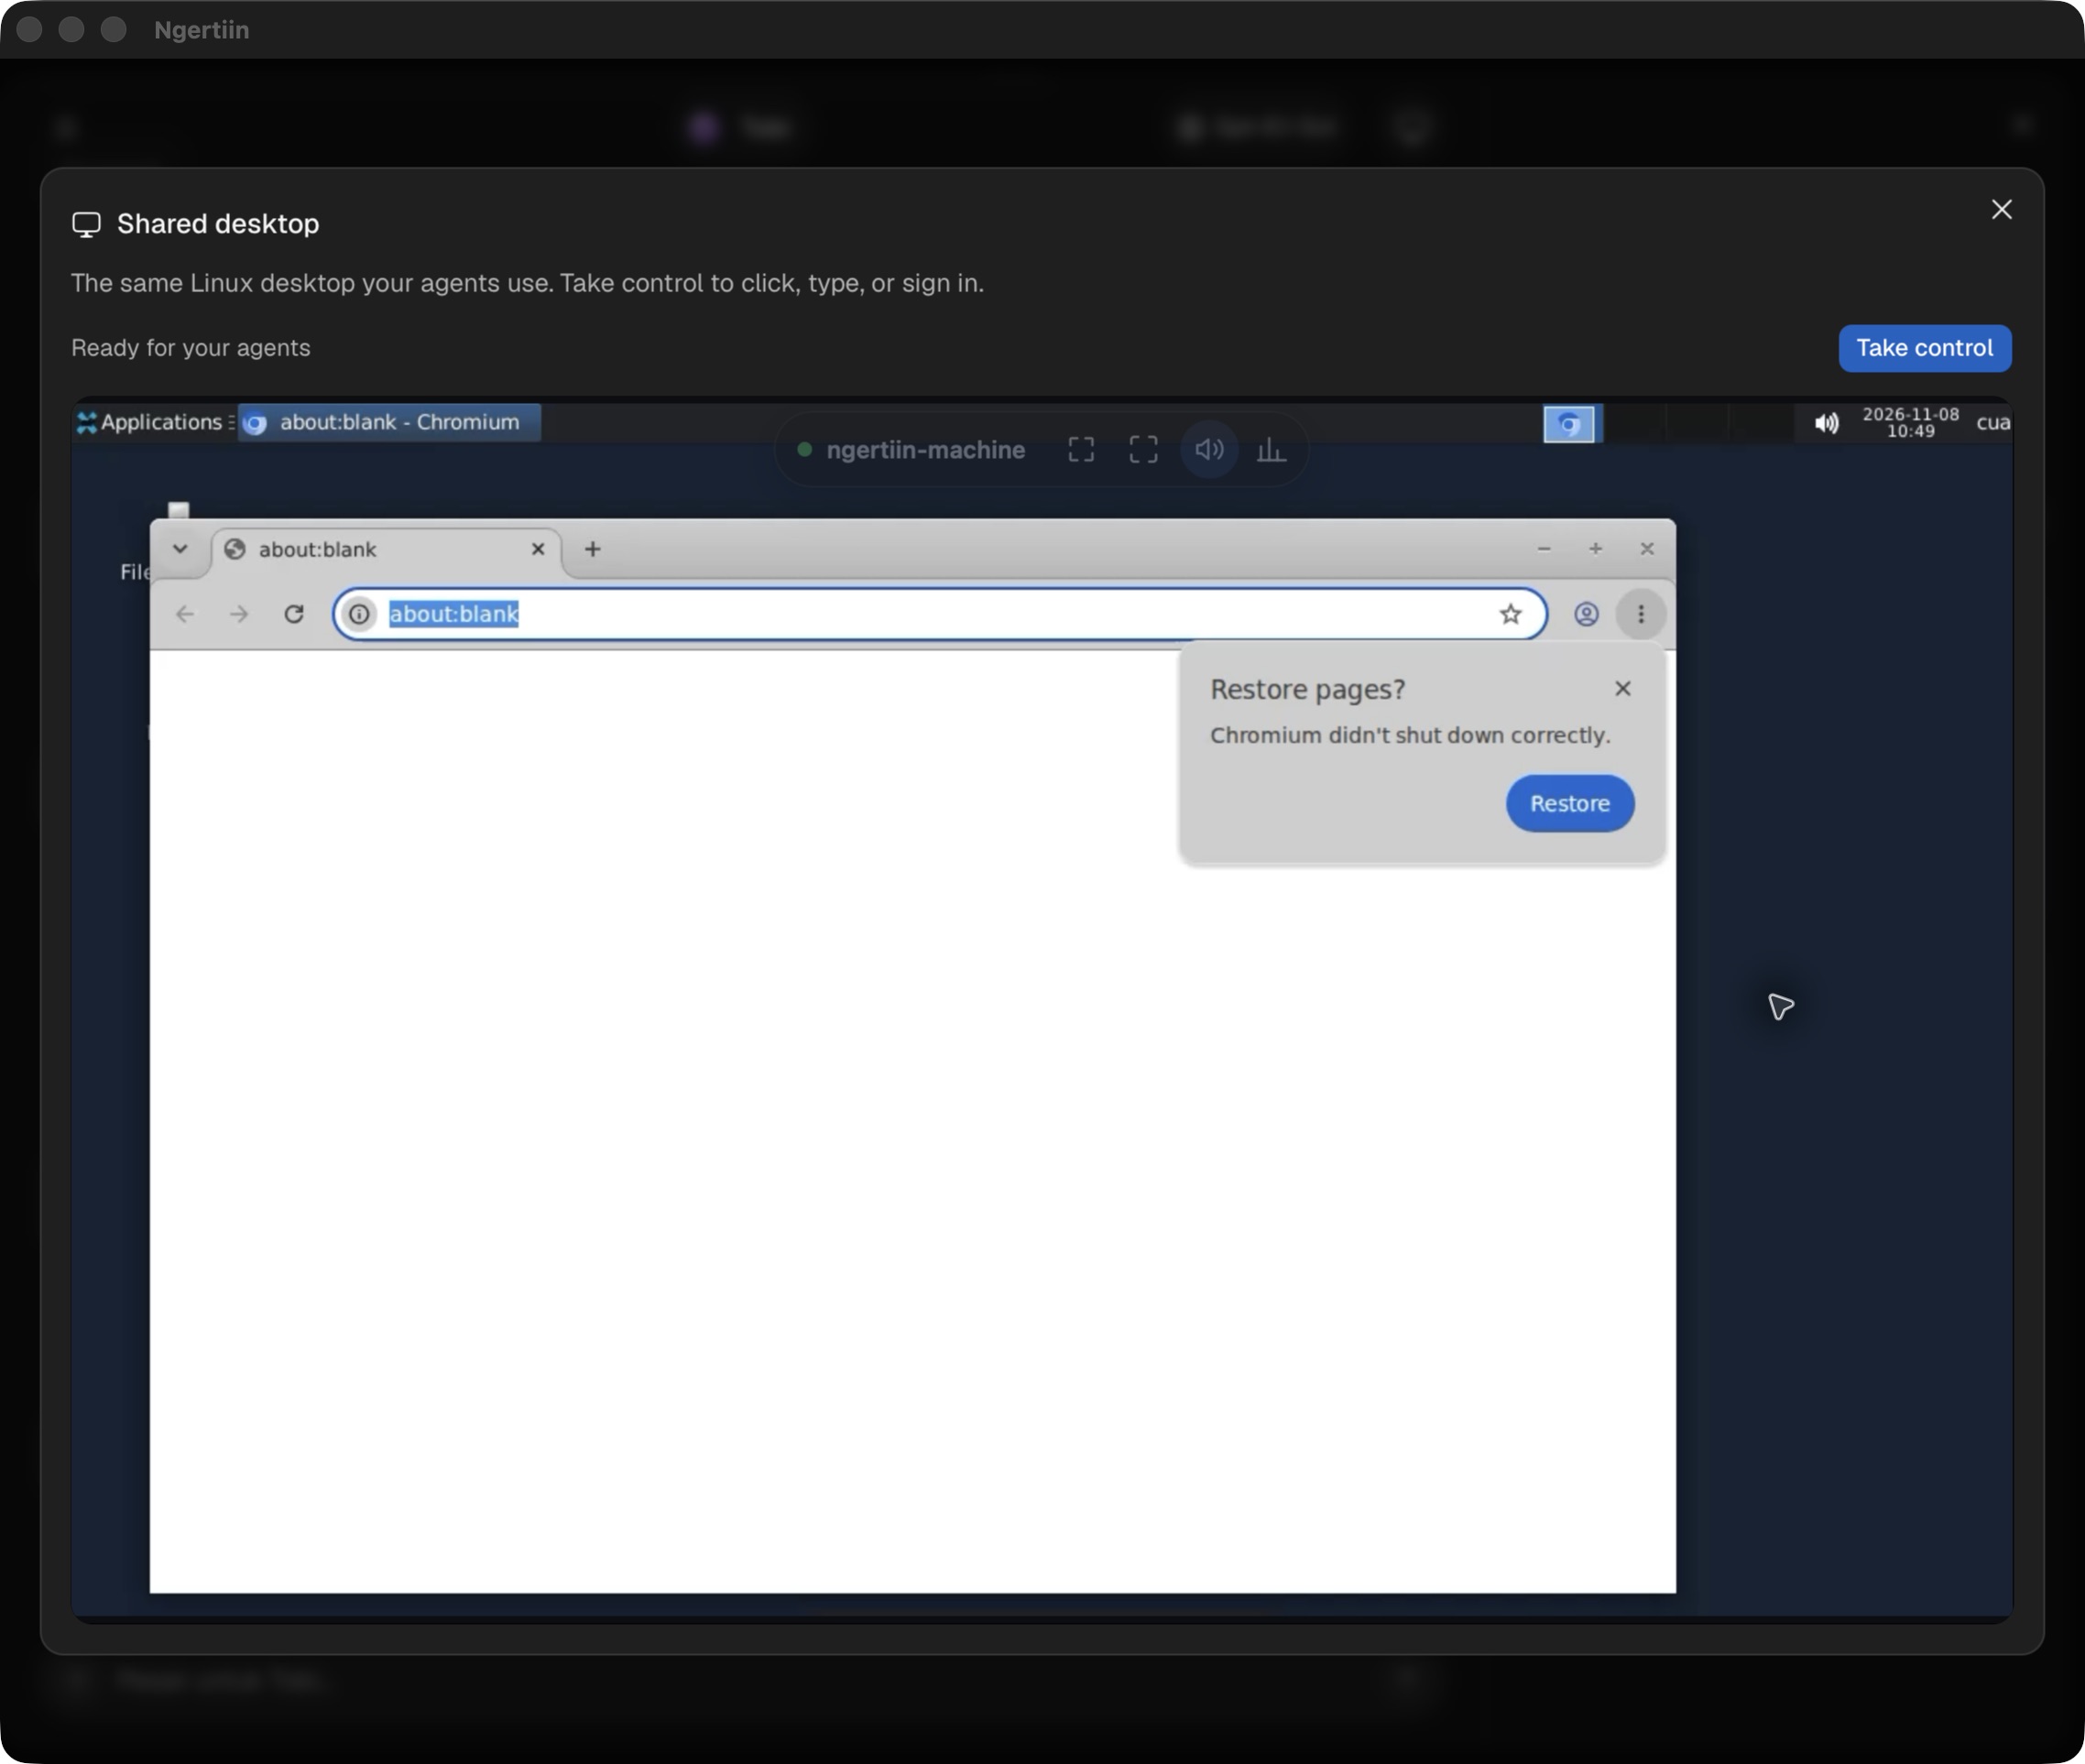 Ngertiin
Shared desktop
The same Linux desktop your agents use. Take control to click, type, or sign in.
Ready for your agents
Take control
Applications
about:blank - Chromium
ngertiin-machine
2026-11-08
10:49
cua
File
about:blank
about:blank
Restore pages?
Chromium didn't shut down correctly.
Restore